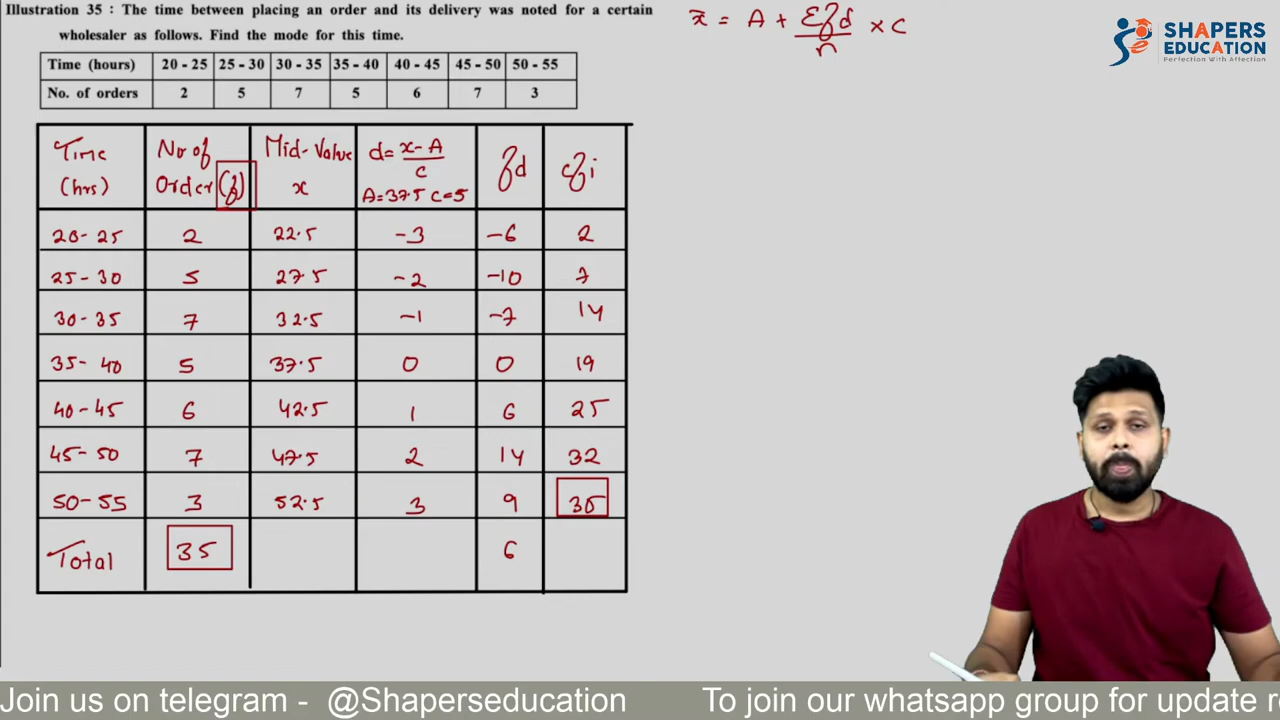 Illustration 35 : The time between placing an order and its delivery was noted for a certain
wholesaler as follows. Find the mode for this time.
Time (hours) 20 - 25 25 - 30 30 - 35 35 - 40 40 - 45 45 - 50 50 - 55
No. of orders 2 5 7 5 6 7 3
x̄ = A + Σfd/n × c
SHAPERS
EDUCATION
Perfection With Affection
Time (hrs) No of Order (f) Mid-Value x d = x-A/c A=37.5 c=5 fd cfi
20-25 2 22.5 -3 -6 2
25-30 5 27.5 -2 -10 7
30-35 7 32.5 -1 -7 14
35-40 5 37.5 0 0 19
40-45 6 42.5 1 6 25
45-50 7 47.5 2 14 32
50-55 3 52.5 3 9 35
Total 35 6
Join us on telegram - @Shaperseducation To join our whatsapp group for update r